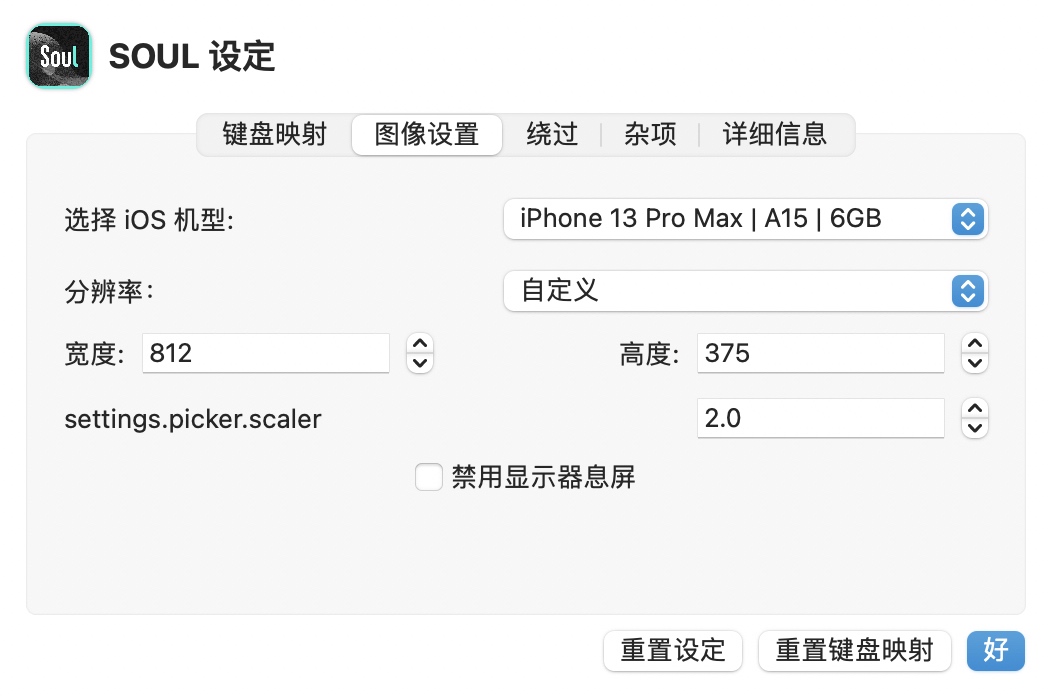 Soul
SOUL 设定
键盘映射 图像设置 绕过 杂项 详细信息
选择 iOS 机型: iPhone 13 Pro Max | A15 | 6GB
分辨率: 自定义
宽度: 812 高度: 375
settings.picker.scaler 2.0
禁用显示器息屏
重置设定 重置键盘映射 好